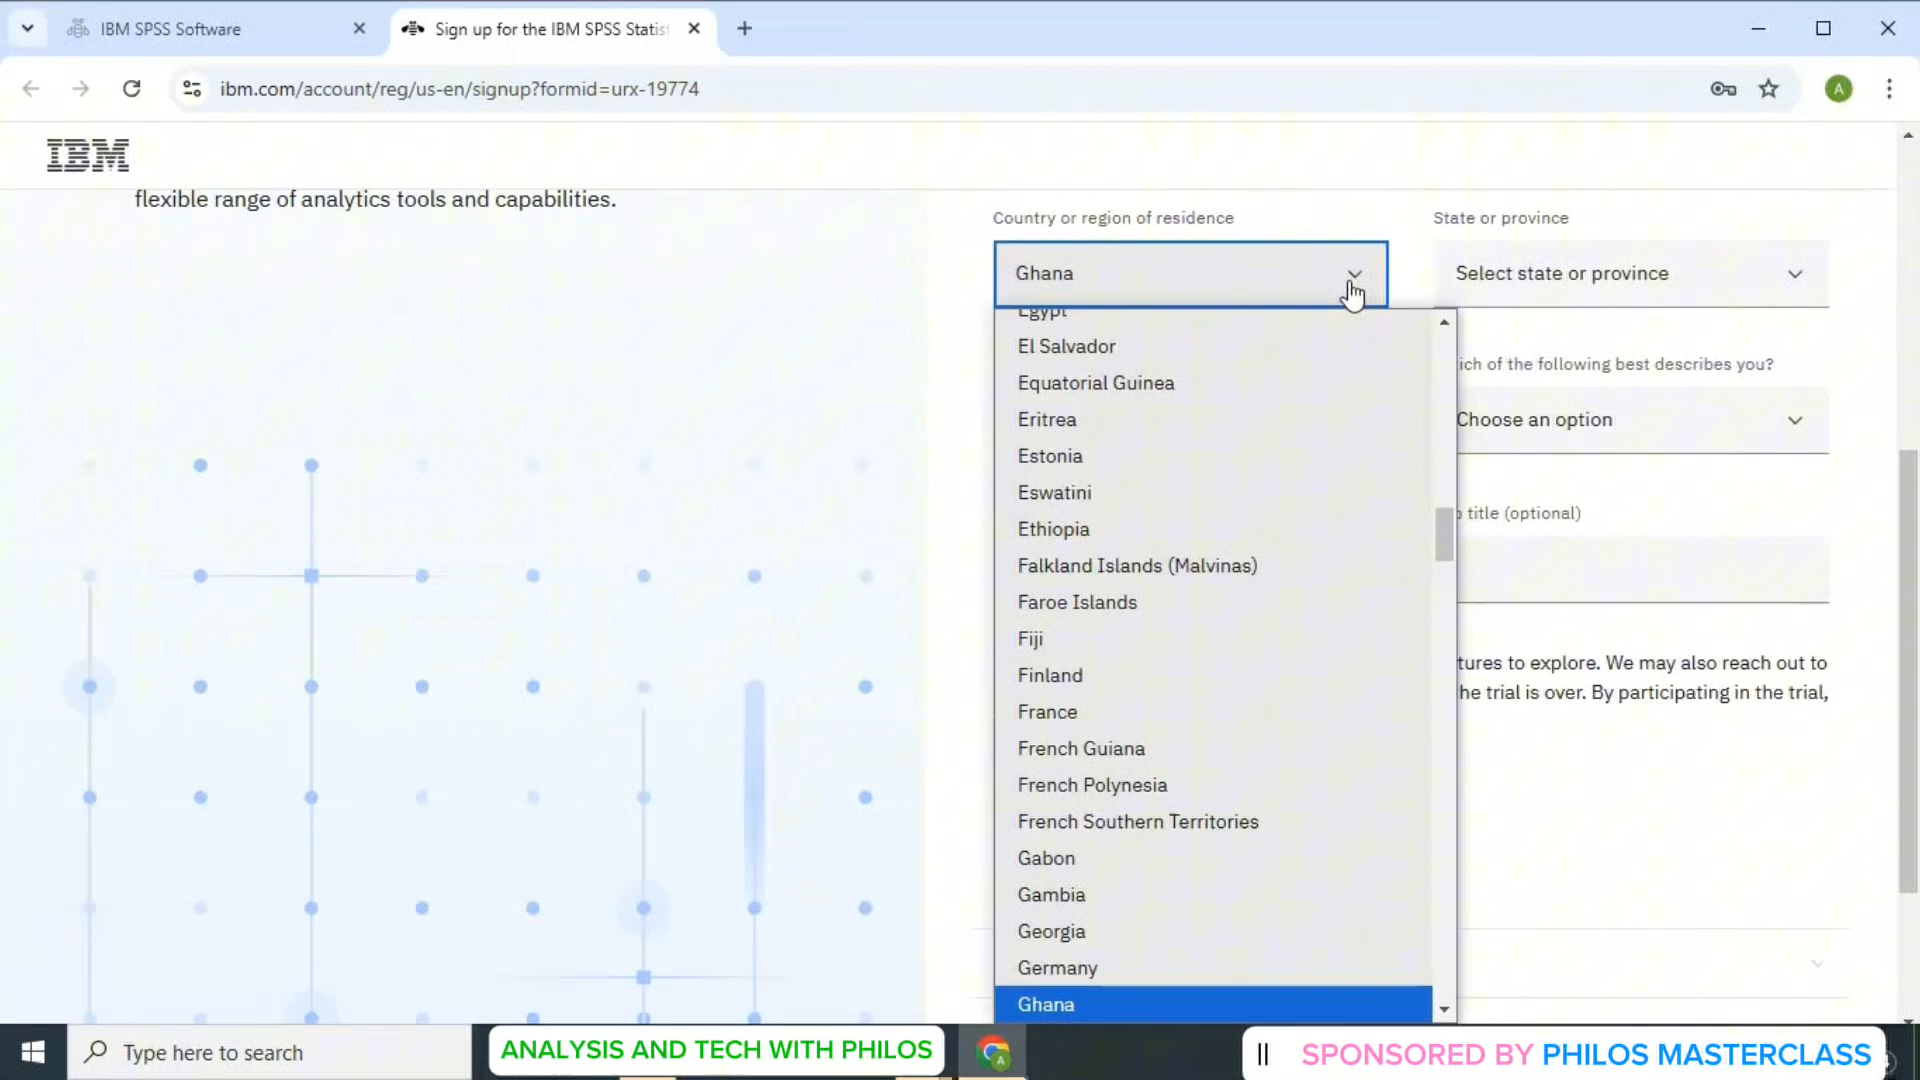 IBM SPSS Software
Sign up for the IBM SPSS Statis
ibm.com/account/reg/us-en/signup?formid=urx-19774
A
IBM
flexible range of analytics tools and capabilities.
Country or region of residence
State or province
Ghana
Select state or province
Egypt
El Salvador
Equatorial Guinea
Eritrea
Estonia
Eswatini
Ethiopia
Falkland Islands (Malvinas)
Faroe Islands
Fiji
Finland
France
French Guiana
French Polynesia
French Southern Territories
Gabon
Gambia
Georgia
Germany
Ghana
ich of the following best describes you?
Choose an option
title (optional)
tures to explore. We may also reach out to
he trial is over. By participating in the trial,
Type here to search
ANALYSIS AND TECH WITH PHILOS
A
SPONSORED BY PHILOS MASTERCLASS